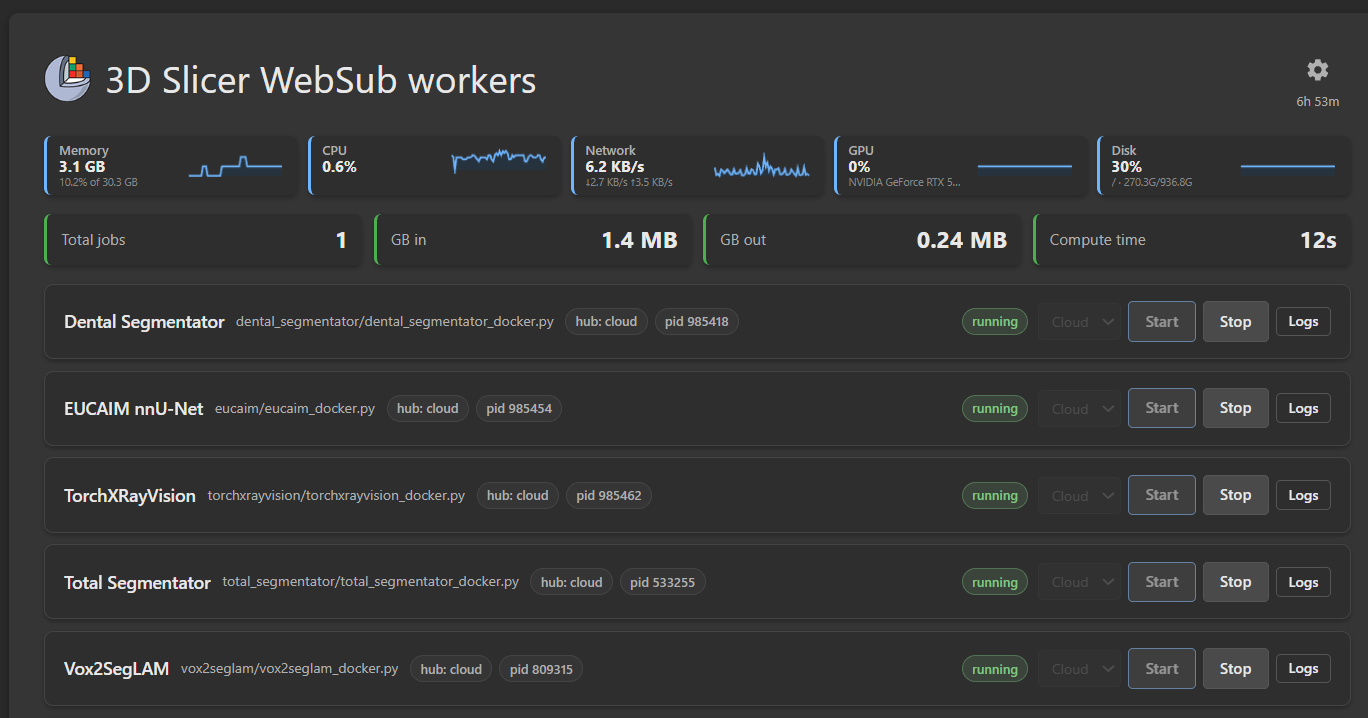 3D Slicer WebSub workers
6h 53m
Memory
3.1 GB
10.2% of 30.3 GB
CPU
0.6%
Network
6.2 KB/s
↓2.7 KB/s ↑3.5 KB/s
GPU
0%
NVIDIA GeForce RTX 5...
Disk
30%
/ · 270.3G/936.8G
Total jobs 1
GB in 1.4 MB
GB out 0.24 MB
Compute time 12s
Dental Segmentator dental_segmentator/dental_segmentator_docker.py hub: cloud pid 985418 running Cloud Start Stop Logs
EUCAIM nnU-Net eucaim/eucaim_docker.py hub: cloud pid 985454 running Cloud Start Stop Logs
TorchXRayVision torchxrayvision/torchxrayvision_docker.py hub: cloud pid 985462 running Cloud Start Stop Logs
Total Segmentator total_segmentator/total_segmentator_docker.py hub: cloud pid 533255 running Cloud Start Stop Logs
Vox2SegLAM vox2seglam/vox2seglam_docker.py hub: cloud pid 809315 running Cloud Start Stop Logs